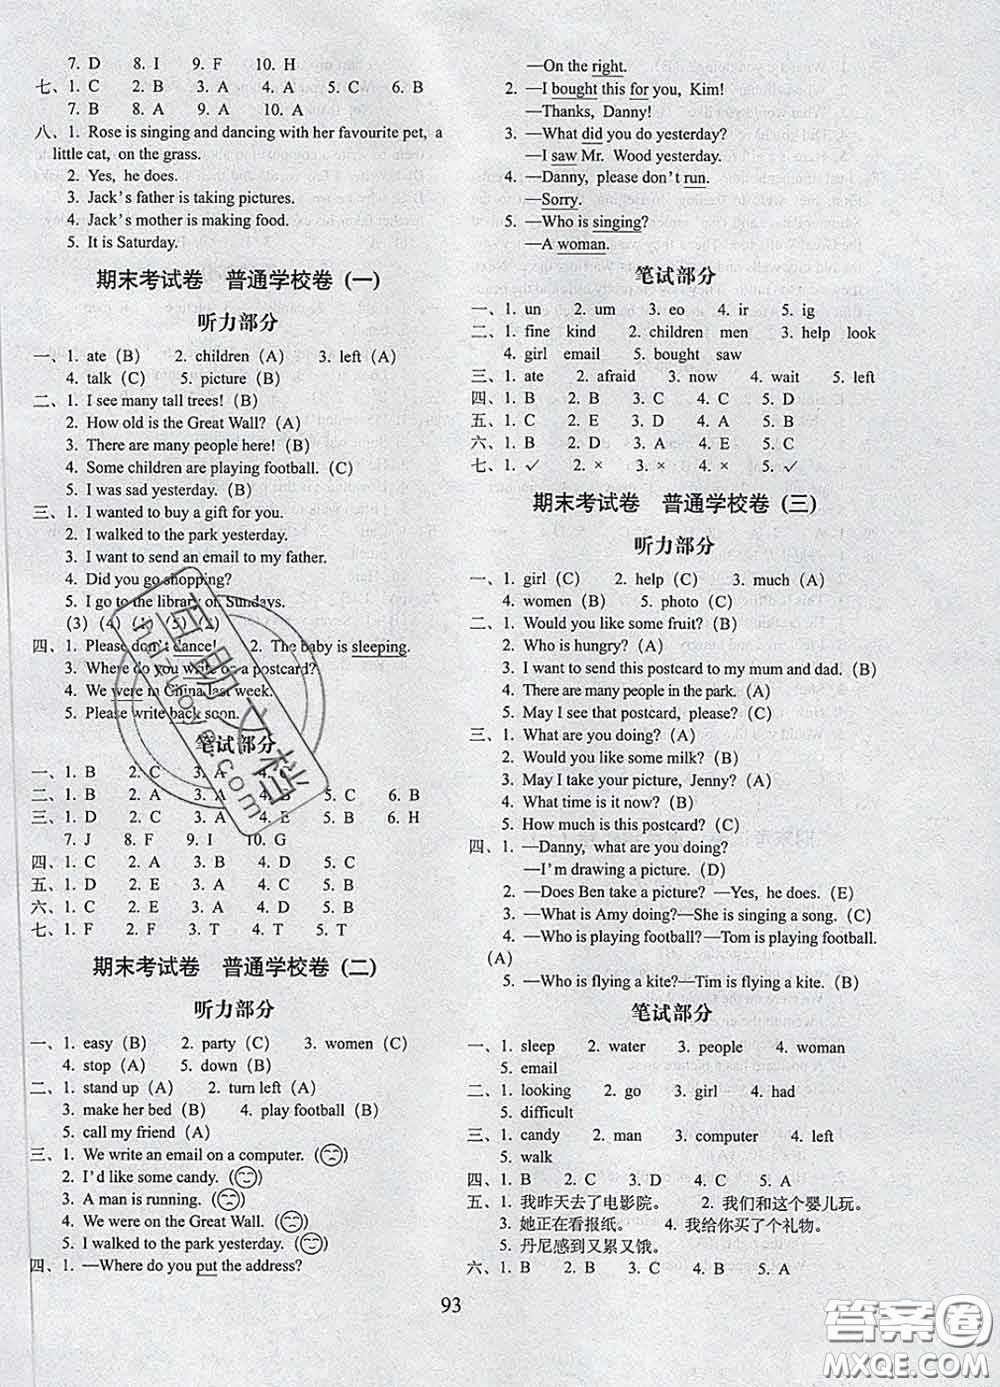 7. D 8. I 9. F 10. H
七、1. C 2. B 3. A 4. A 5. C 6. B
7. B 8. A 9. A 10. A
八、1. Rose is singing and dancing with her favourite pet, a
little cat, on the grass.
2. Yes, he does.
3. Jack's father is taking pictures.
4. Jack's mother is making food.
5. It is Saturday.
期末考试卷 普通学校卷 (一)
听力部分
一、1. ate (B) 2. children (A) 3. left (A)
4. talk (C) 5. picture (B)
二、1. I see many tall trees! (B)
2. How old is the Great Wall? (A)
3. There are many people here! (B)
4. Some children are playing football. (C)
5. I was sad yesterday. (B)
三、1. I wanted to buy a gift for you.
2. I walked to the park yesterday.
3. I want to send an email to my father.
4. Did you go shopping?
5. I go to the library on Sundays.
(3) (4) (1) (5) (2)
四、1. Please don't dance! 2. The baby is sleeping.
3. Where do you write on a postcard?
4. We were in China last week.
5. Please write back soon.
笔试部分
一、1. B 2. C 3. A 4. C
二、1. B 2. A 3. A 4. B 5. C 6. B
三、1. D 2. C 3. A 4. E 5. B 6. H
7. J 8. F 9. I 10. G
四、1. C 2. A 3. B 4. D 5. D
五、1. D 2. E 3. A 4. C 5. B
六、1. C 2. E 3. A 4. D 5. B
七、1. F 2. F 3. T 4. T 5. T
期末考试卷 普通学校卷 (二)
听力部分
一、1. easy (B) 2. party (C) 3. women (C)
4. stop (A) 5. down (B)
二、1. stand up (A) 2. turn left (A)
3. make her bed (B) 4. play football (B)
5. call my friend (A)
三、1. We write an email on a computer.
2. I'd like some candy.
3. A man is running.
4. We were on the Great Wall.
5. I walked to the park yesterday.
四、1. —Where do you put the address?
—On the right.
2. —I bought this for you, Kim!
—Thanks, Danny!
3. —What did you do yesterday?
—I saw Mr. Wood yesterday.
4. —Danny, please don't run.
—Sorry.
5. —Who is singing?
—A woman.
笔试部分
一、1. un 2. um 3. eo 4. ir 5. ig
二、1. fine kind 2. children men 3. help look
4. girl email 5. bought saw
三、1. ate 2. afraid 3. now 4. wait 5. left
四、1. B 2. B 3. C 4. C 5. D
五、1. C 2. E 3. D 4. A 5. B
六、1. B 2. D 3. A 4. E 5. C
七、1. ✓ 2. × 3. × 4. × 5. ✓
期末考试卷 普通学校卷 (三)
听力部分
一、1. girl (C) 2. help (C) 3. much (A)
4. women (B) 5. photo (C)
二、1. Would you like some fruit? (B)
2. Who is hungry? (A)
3. I want to send this postcard to my mum and dad. (B)
4. There are many people in the park. (A)
5. May I see that postcard, please? (C)
三、1. What are you doing? (A)
2. Would you like some milk? (B)
3. May I take your picture, Jenny? (A)
4. What time is it now? (B)
5. How much is this postcard? (C)
四、1. —Danny, what are you doing?
—I'm drawing a picture. (D)
2. —Does Ben take a picture? —Yes, he does. (E)
3. —What is Amy doing?—She is singing a song. (C)
4. —Who is playing football?—Tom is playing football.
(A)
5. —Who is flying a kite?—Tim is flying a kite. (B)
笔试部分
一、1. sleep 2. water 3. people 4. woman
5. email
二、1. looking 2. go 3. girl 4. had
5. difficult
三、1. candy 2. man 3. computer 4. left
5. walk
四、1. B 2. C 3. D 4. C 5. A
五、1. 我昨天去了电影院。 2. 我们和这个婴儿玩。
3. 她正在看报纸。 4. 我给你买了个礼物。
5. 丹尼感到又累又饿。
六、1. B 2. B 3. C 4. B 5. A
93
答案圈
MXQE.COM